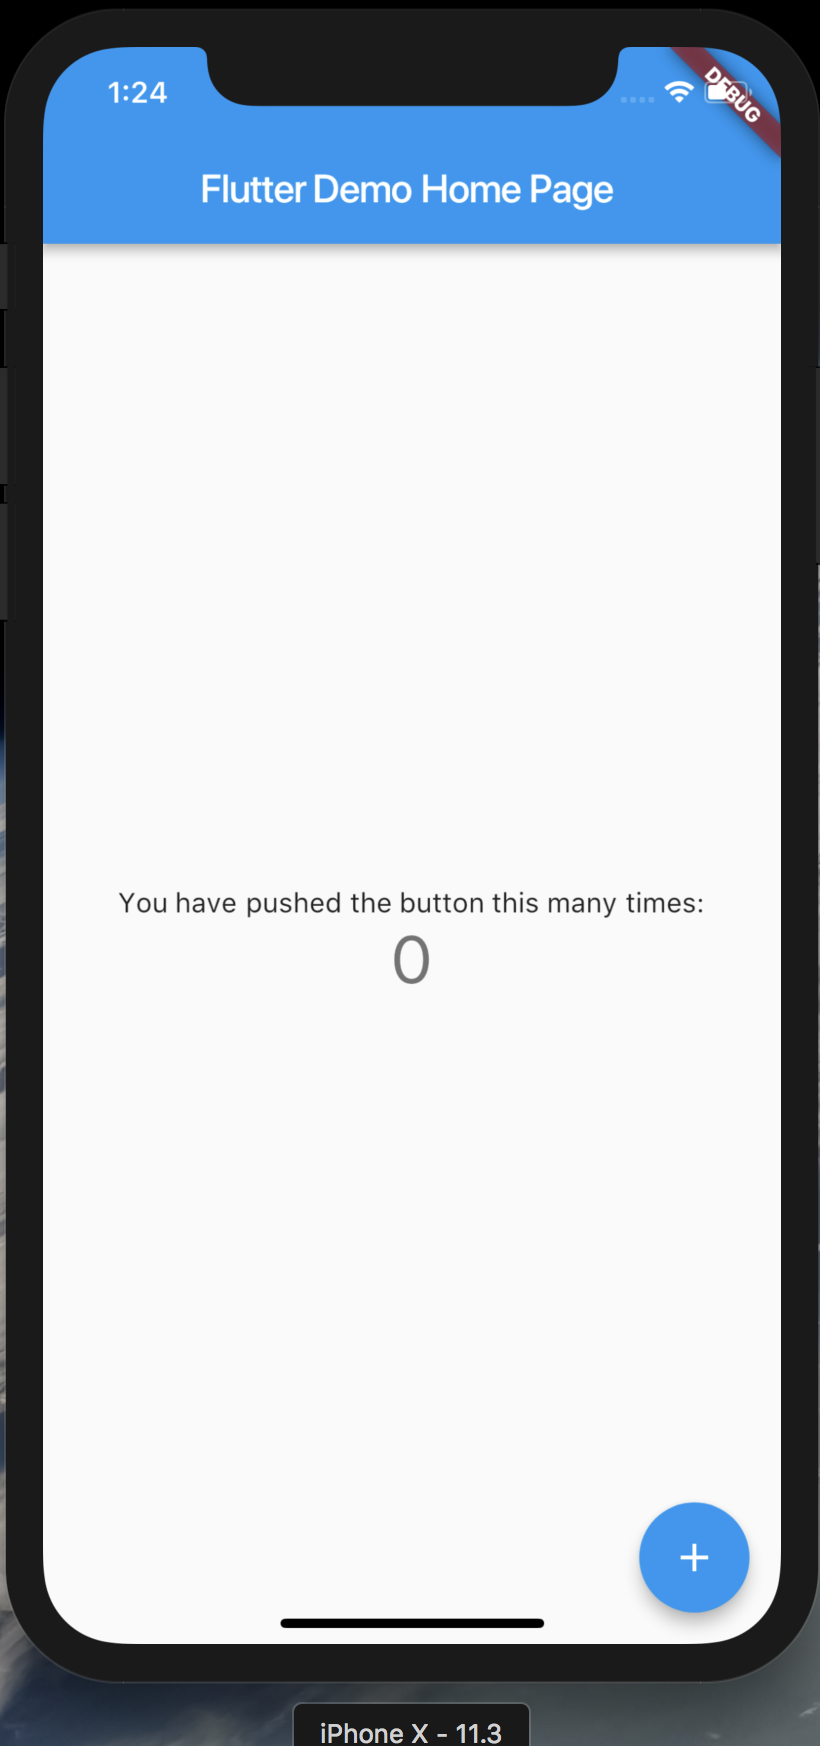 1:24
DEBUG
Flutter Demo Home Page
You have pushed the button this many times:
0
+
iPhone X - 11.3